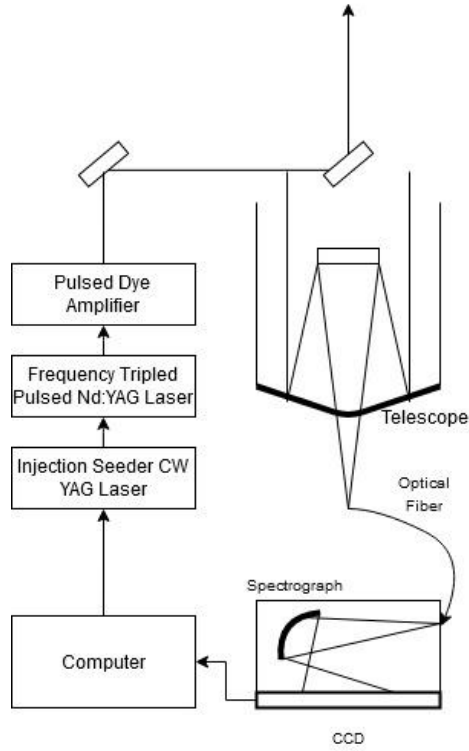 Pulsed Dye
Amplifier
Frequency Tripled
Pulsed Nd:YAG Laser
Injection Seeder CW
YAG Laser
Computer
Telescope
Optical
Fiber
Spectrograph
CCD